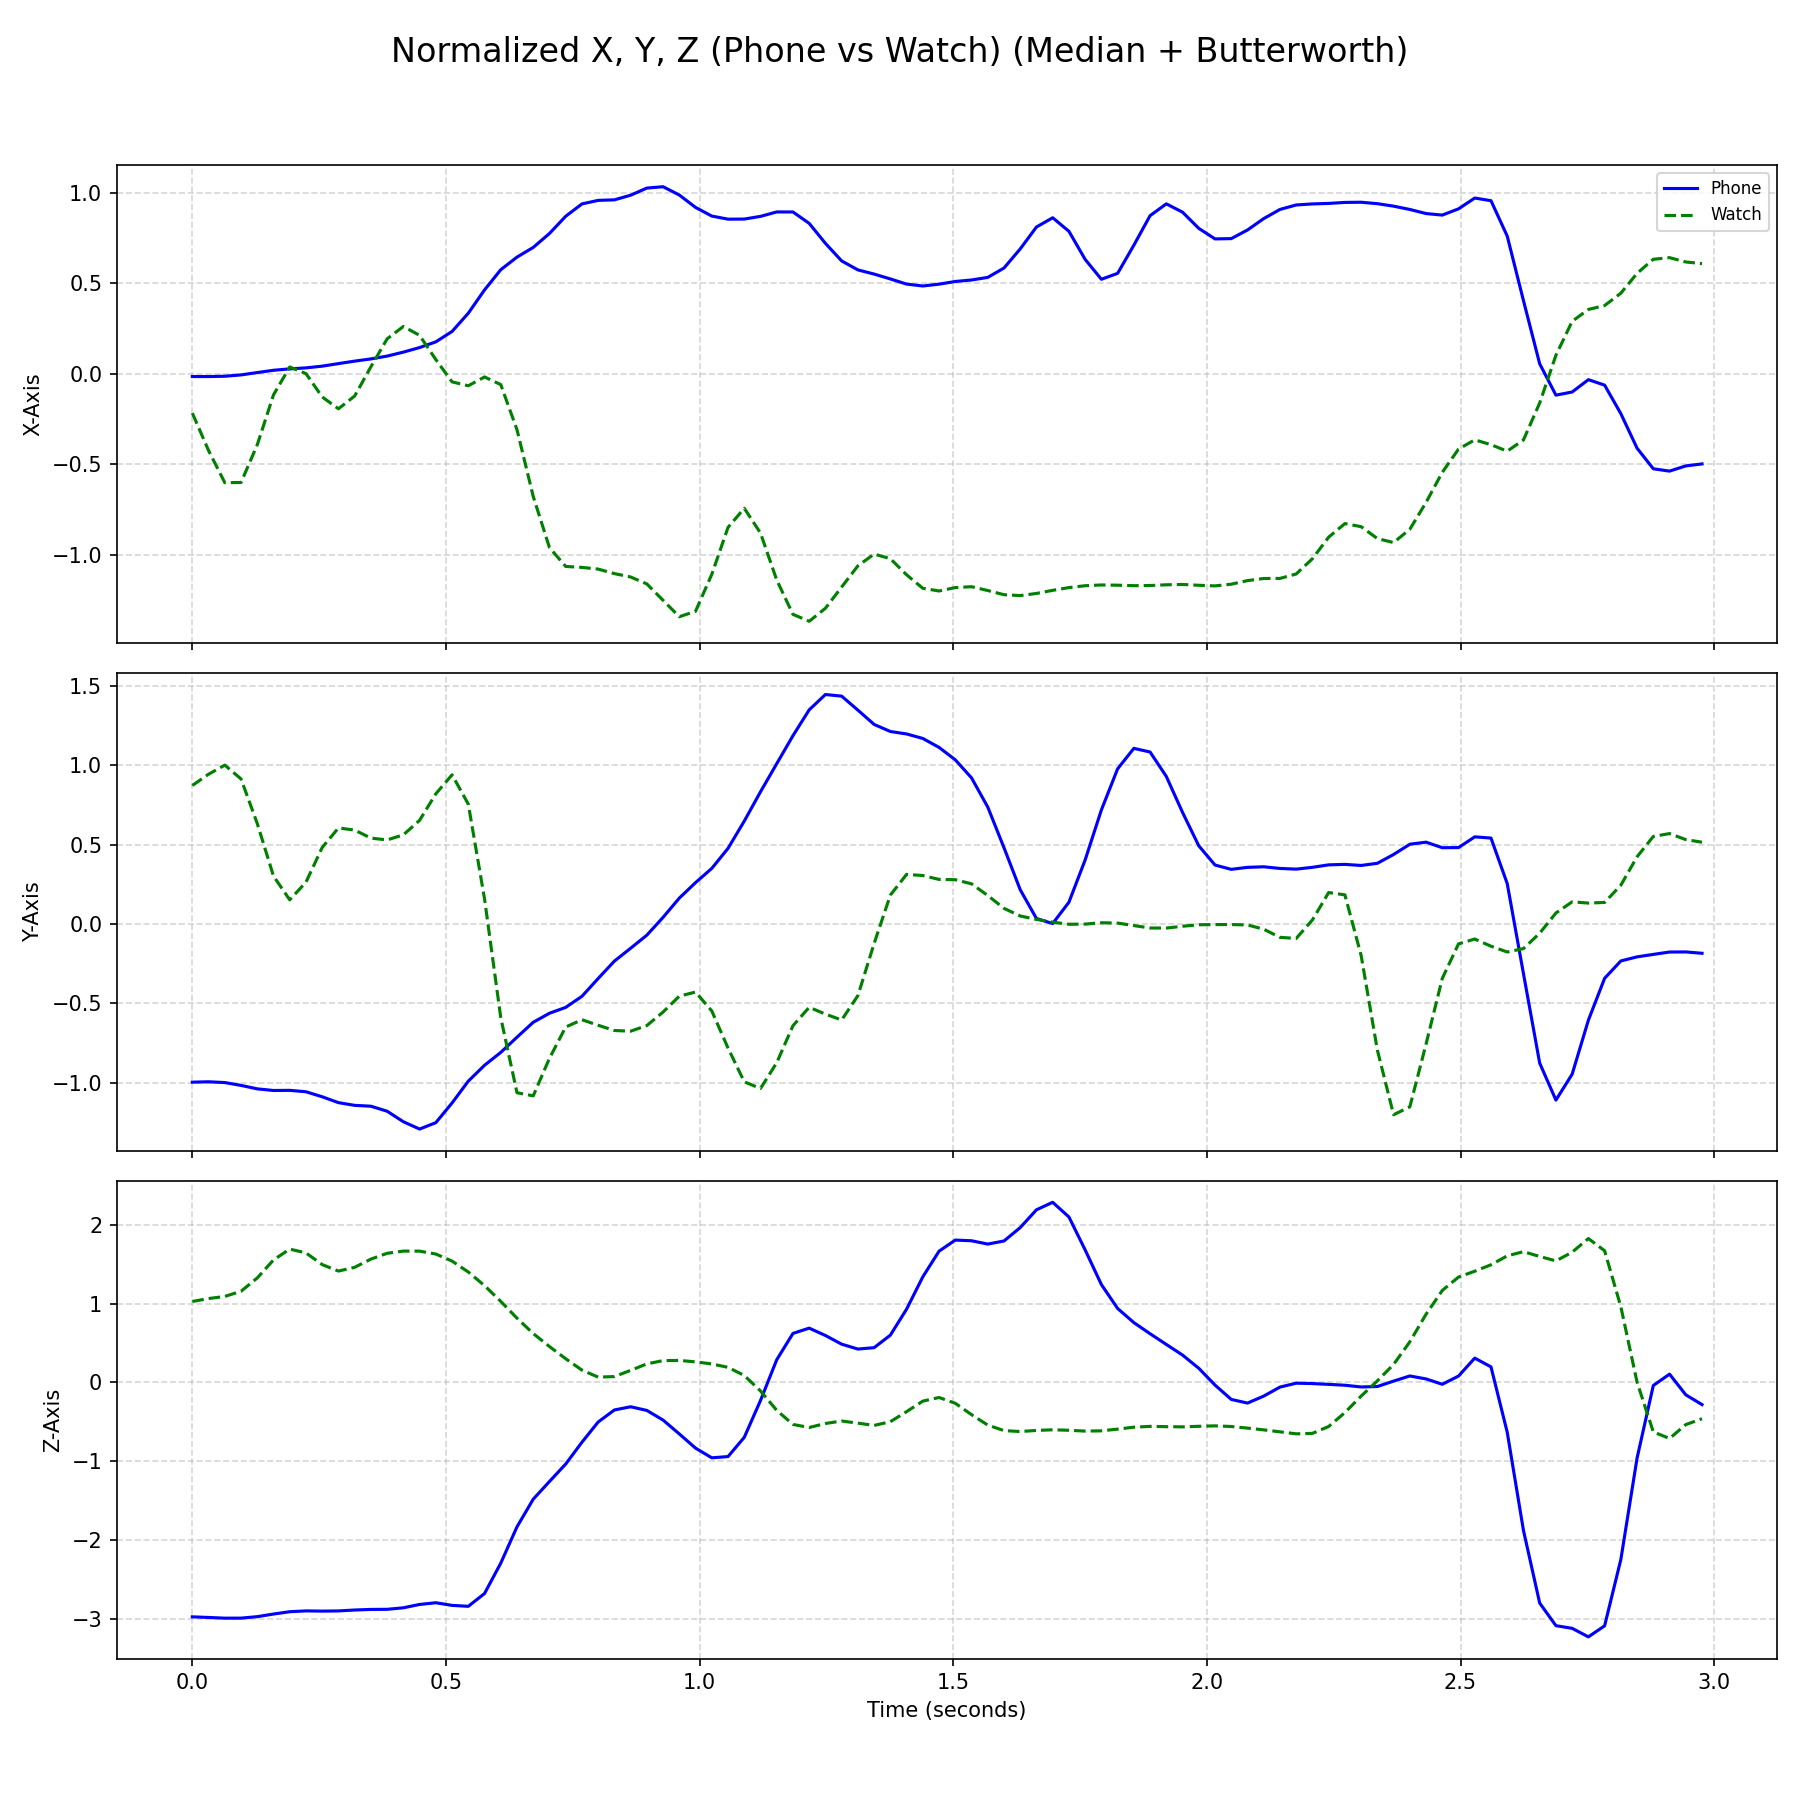 Normalized X, Y, Z (Phone vs Watch) (Median + Butterworth)
Phone
Watch
1.0
0.5
0.0
−0.5
−1.0
X-Axis
1.5
1.0
0.5
0.0
−0.5
−1.0
Y-Axis
2
1
0
−1
−2
−3
Z-Axis
0.0 0.5 1.0 1.5 2.0 2.5 3.0
Time (seconds)